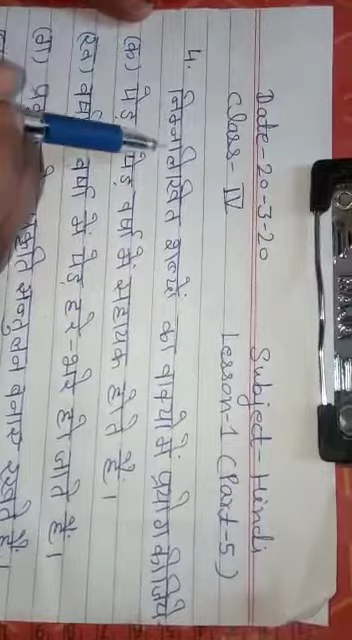 Date-20-3-20 Subject-Hindi
Class-IV Lesson-1 (Part-5)
4. निम्नलिखित शब्दों का वाक्यों में प्रयोग कीजिये
(क) पेड़ पेड़ वर्षा में सहायक होते हैं।
(ख) वर्षा वर्षा में पेड़ हरे-भरे हो जाते हैं।
(ग) सन्तुलन बनाए रखते हैं।